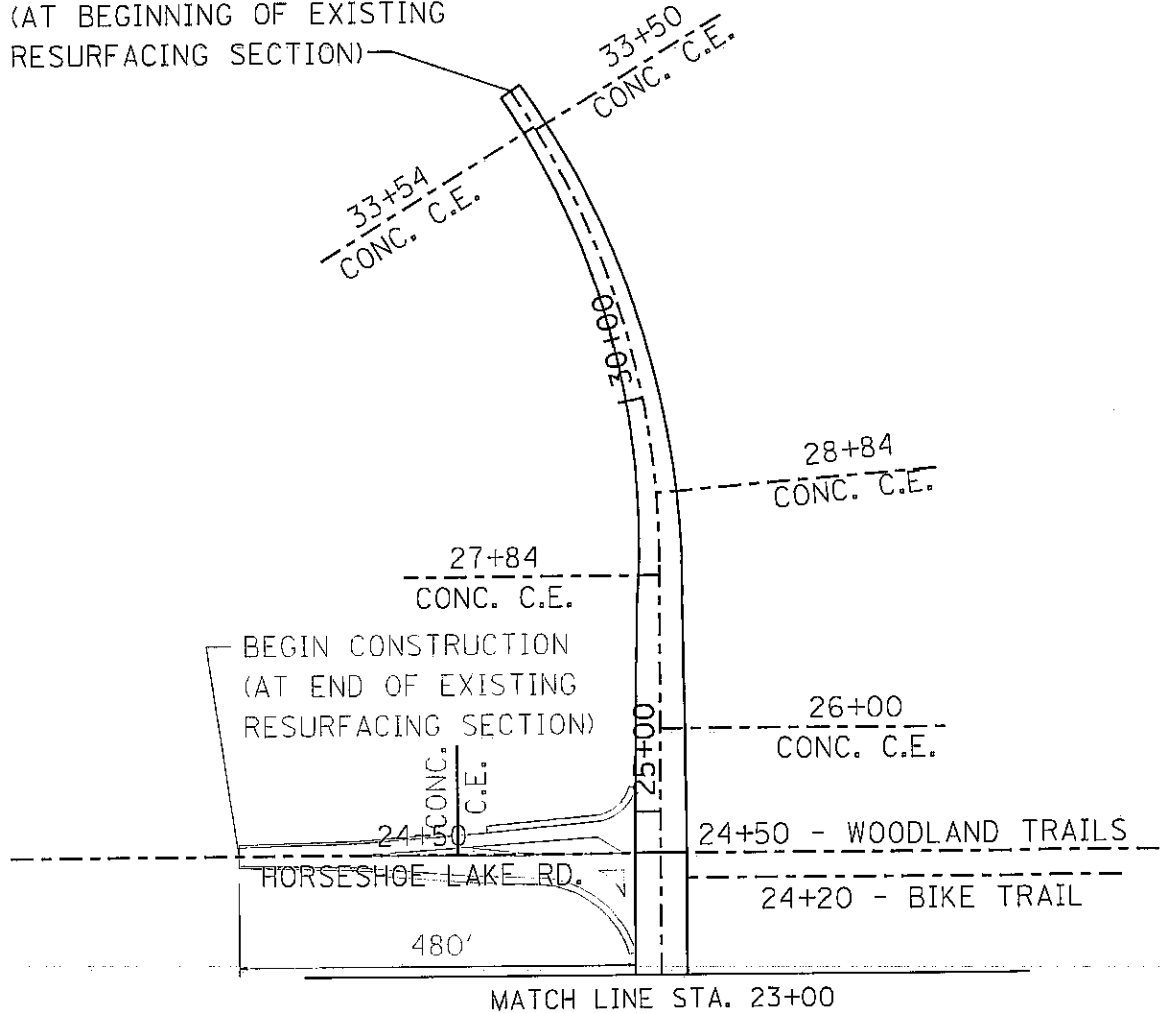 (AT BEGINNING OF EXISTING
RESURFACING SECTION)
33+50
CONC. C.E.
33+54
CONC. C.E.
30+00
28+84
CONC. C.E.
27+84
CONC. C.E.
BEGIN CONSTRUCTION
(AT END OF EXISTING
RESURFACING SECTION)
25+00
26+00
CONC. C.E.
CONC.
C.E.
24+50
24+50 - WOODLAND TRAILS
HORSESHOE LAKE RD.
24+20 - BIKE TRAIL
480'
MATCH LINE STA. 23+00